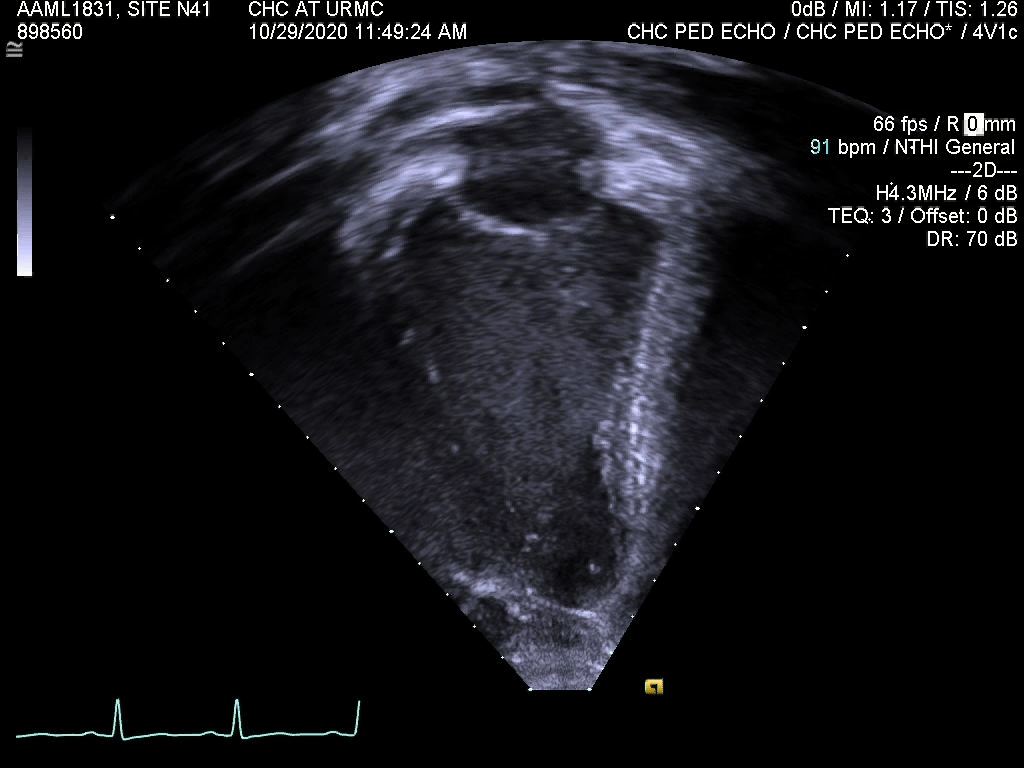 AAML1831, SITE N41
898560
CHC AT URMC
10/29/2020 11:49:24 AM
0dB / MI: 1.17 / TIS: 1.26
CHC PED ECHO / CHC PED ECHO* / 4V1c
66 fps / R 0 mm
91 bpm / NTHI General
---2D---
H4.3MHz / 6 dB
TEQ: 3 / Offset: 0 dB
DR: 70 dB